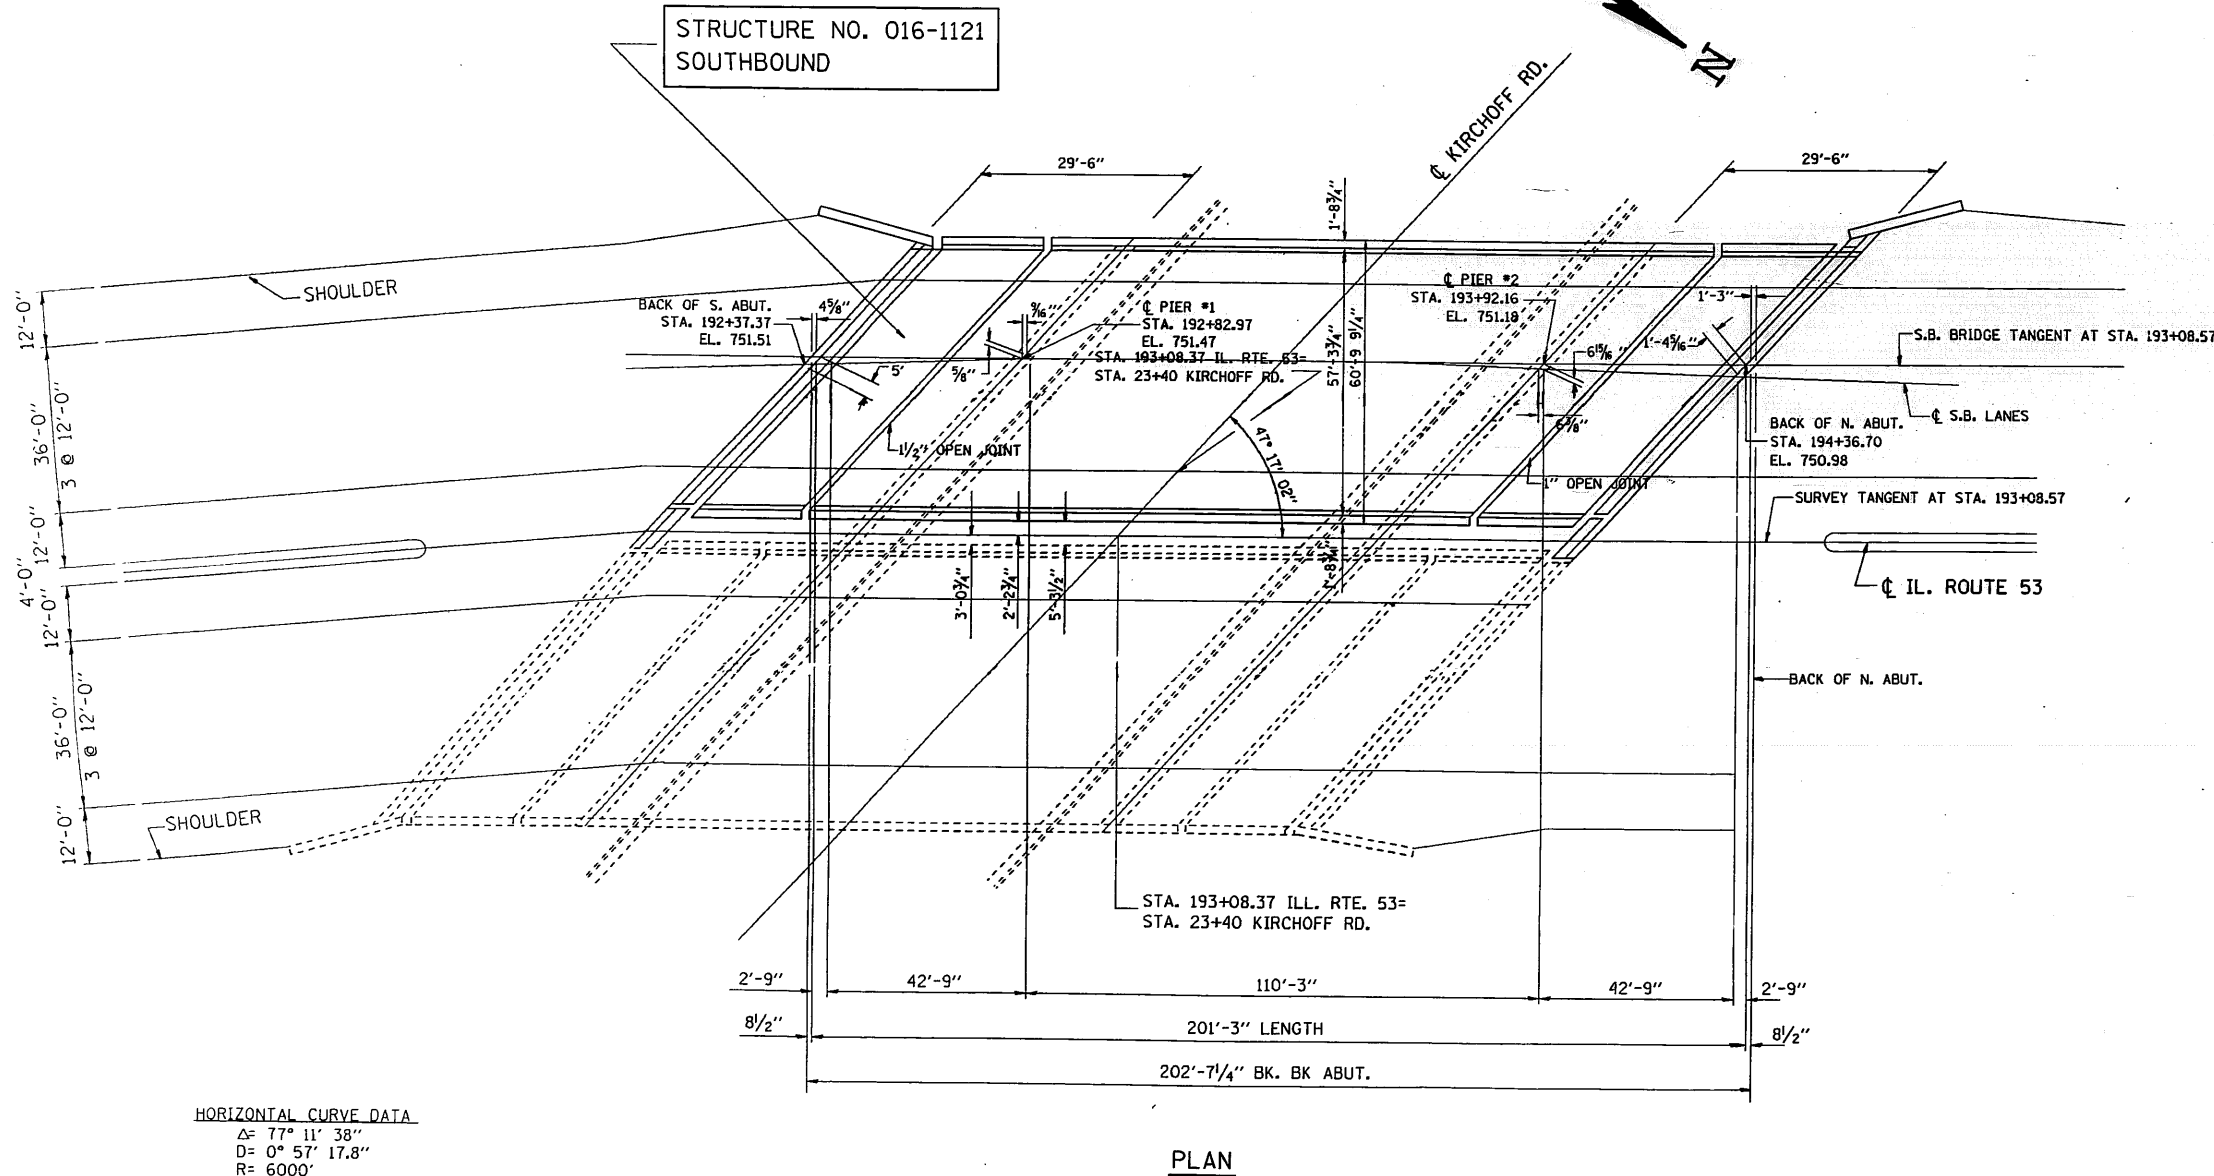 STRUCTURE NO. 016-1121
SOUTHBOUND
N
℄ KIRCHOFF RD.
29'-6"
29'-6"
1'-8¾"
SHOULDER
12'-0"
36'-0"
3 @ 12'-0"
12'-0"
4'-0"
12'-0"
36'-0"
3 @ 12'-0"
12'-0"
SHOULDER
BACK OF S. ABUT.
STA. 192+37.37
EL. 751.51
4⅝"
5'
9/16"
⅝"
℄ PIER #1
STA. 192+82.97
EL. 751.47
STA. 193+08.37 IL. RTE. 63=
STA. 23+40 KIRCHOFF RD.
57'-3¾"
60'-9 9¼"
℄ PIER #2
STA. 193+92.16
EL. 751.18
6 15/16"
1'-4 5/16"
1'-3"
S.B. BRIDGE TANGENT AT STA. 193+08.57
℄ S.B. LANES
BACK OF N. ABUT.
STA. 194+36.70
EL. 750.98
1½" OPEN JOINT
47° 17' 02"
1" OPEN JOINT
SURVEY TANGENT AT STA. 193+08.57
℄ IL. ROUTE 53
3'-0¾"
2'-2¾"
5'-3½"
BACK OF N. ABUT.
STA. 193+08.37 ILL. RTE. 53=
STA. 23+40 KIRCHOFF RD.
2'-9"
42'-9"
110'-3"
42'-9"
2'-9"
8½"
201'-3" LENGTH
8½"
202'-7¼" BK. BK ABUT.
HORIZONTAL CURVE DATA
Δ= 77° 11' 38"
D= 0° 57' 17.8"
R= 6000'
PLAN